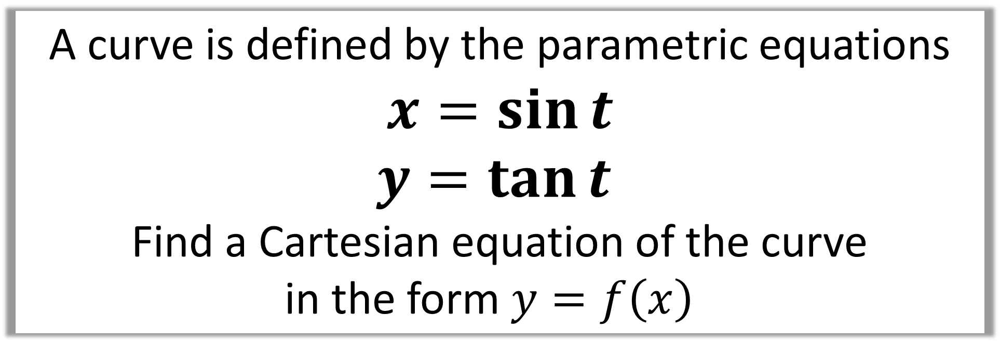 A curve is defined by the parametric equations
x = sin t
y = tan t
Find a Cartesian equation of the curve
in the form y = f(x)